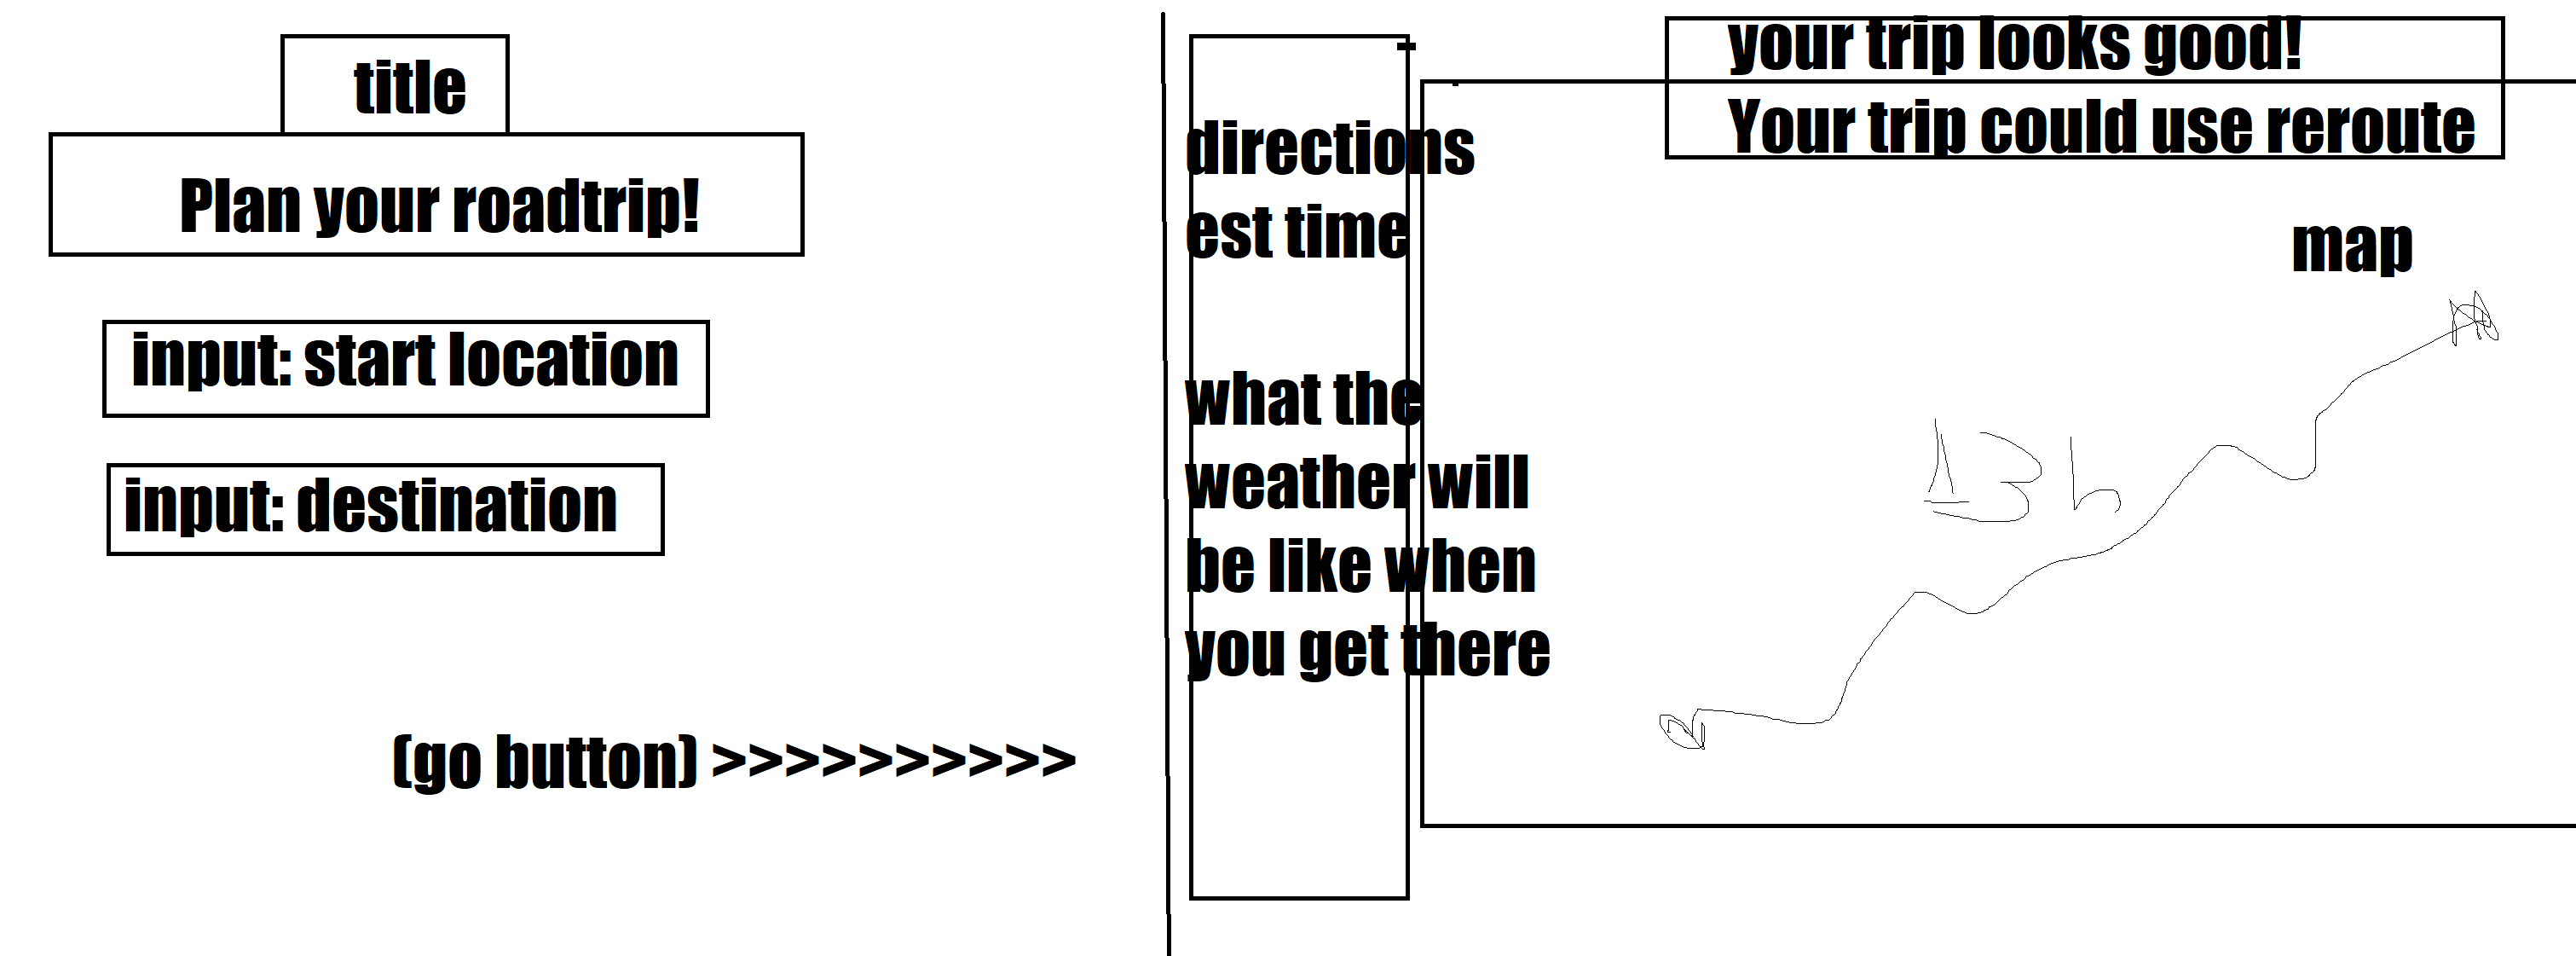 title
Plan your roadtrip!
input: start location
input: destination
(go button) >>>>>>>>>>
directions
est time
what the
weather will
be like when
you get there
your trip looks good!
Your trip could use reroute
map
13h